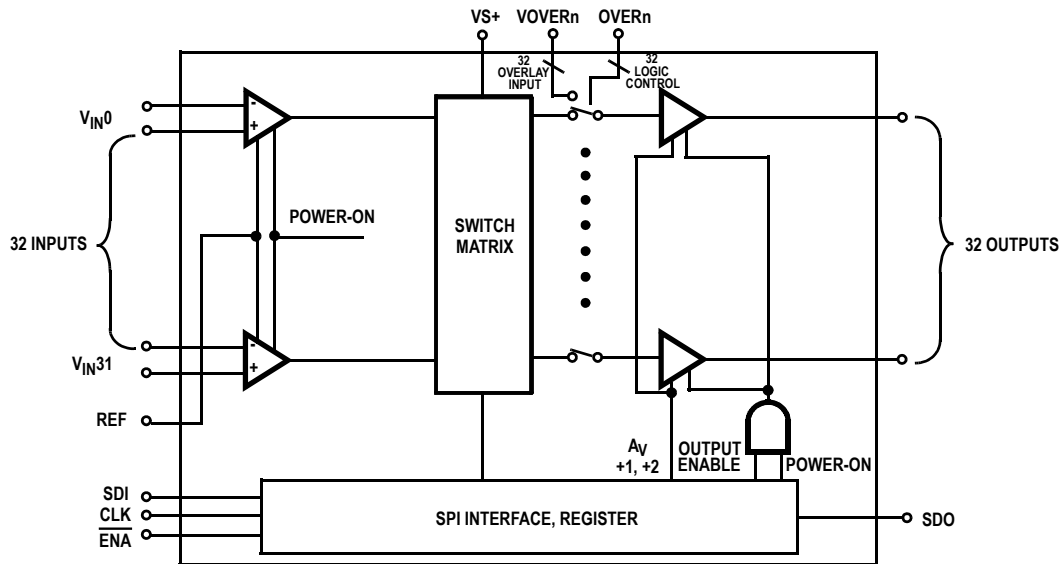 VS+
VOVERn
OVERn
32
OVERLAY
INPUT
32
LOGIC
CONTROL
VIN0
-
+
POWER-ON
SWITCH
MATRIX
32 INPUTS
32 OUTPUTS
VIN31
-
+
REF
AV
+1, +2
OUTPUT
ENABLE
POWER-ON
SDI
CLK
ENA
SPI INTERFACE, REGISTER
SDO